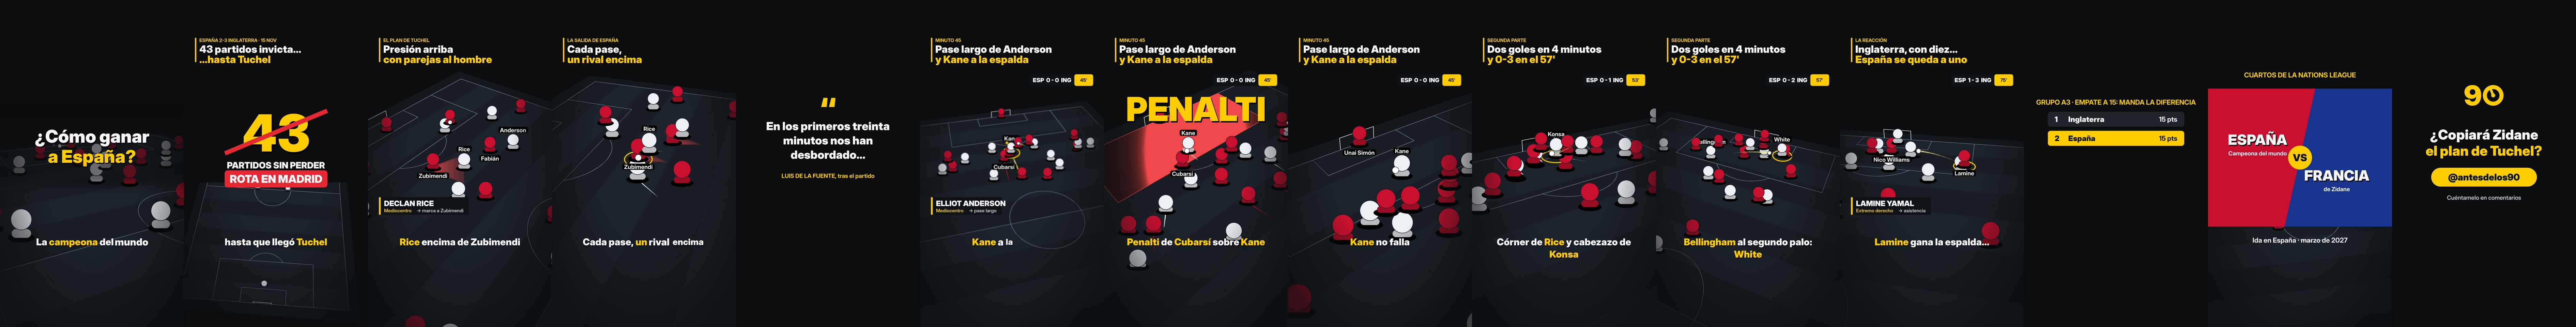 ¿Cómo ganar
a España?
La campeona del mundo
ESPAÑA 2-3 INGLATERRA · 15 NOV
43 partidos invicta...
...hasta Tuchel
43
PARTIDOS SIN PERDER
ROTA EN MADRID
hasta que llegó Tuchel
EL PLAN DE TUCHEL
Presión arriba
con parejas al hombre
Anderson
Rice
Fabián
Zubimendi
DECLAN RICE
Mediocentro → marca a Zubimendi
Rice encima de Zubimendi
LA SALIDA DE ESPAÑA
Cada pase,
un rival encima
Rice
Zubimendi
Cada pase, un rival encima
"
En los primeros treinta
minutos nos han
desbordado...
LUIS DE LA FUENTE, tras el partido
MINUTO 45
Pase largo de Anderson
y Kane a la espalda
ESP 0-0 ING 45'
Cubarsí
ELLIOT ANDERSON
Mediocentro → pase largo
Kane a la
MINUTO 45
Pase largo de Anderson
y Kane a la espalda
ESP 0-0 ING 45'
PENALTI
Kane
Cubarsí
Penalti de Cubarsí sobre Kane
MINUTO 45
Pase largo de Anderson
y Kane a la espalda
ESP 0-0 ING 45'
Unai Simón
Kane
Kane no falla
SEGUNDA PARTE
Dos goles en 4 minutos
y 0-3 en el 57'
ESP 0-1 ING 53'
Konsa
Córner de Rice y cabezazo de
Konsa
SEGUNDA PARTE
Dos goles en 4 minutos
y 0-3 en el 57'
ESP 0-2 ING 57'
White
Bellingham al segundo palo:
White
LA REACCIÓN
Inglaterra, con diez...
España se queda a uno
ESP 1-3 ING 75'
Nico Williams
Lamine
LAMINE YAMAL
Extremo derecho → asistencia
Lamine gana la espalda...
GRUPO A3 · EMPATE A 15: MANDA LA DIFERENCIA
1 Inglaterra 15 pts
2 España 15 pts
CUARTOS DE LA NATIONS LEAGUE
ESPAÑA
Campeona del mundo
VS
FRANCIA
de Zidane
Ida en España · marzo de 2027
90
¿Copiará Zidane
el plan de Tuchel?
@antesdelos90
Cuéntamelo en comentarios